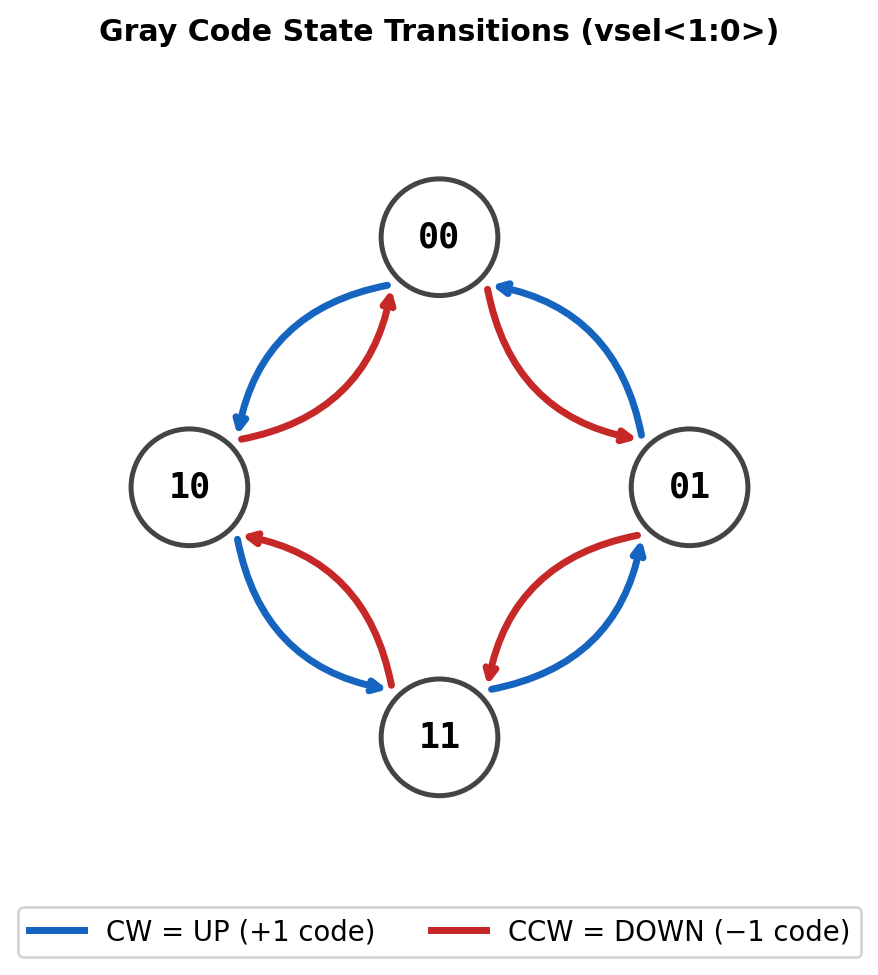 Gray Code State Transitions (vsel<1:0>)
00
10
01
11
CW = UP (+1 code)
CCW = DOWN (−1 code)